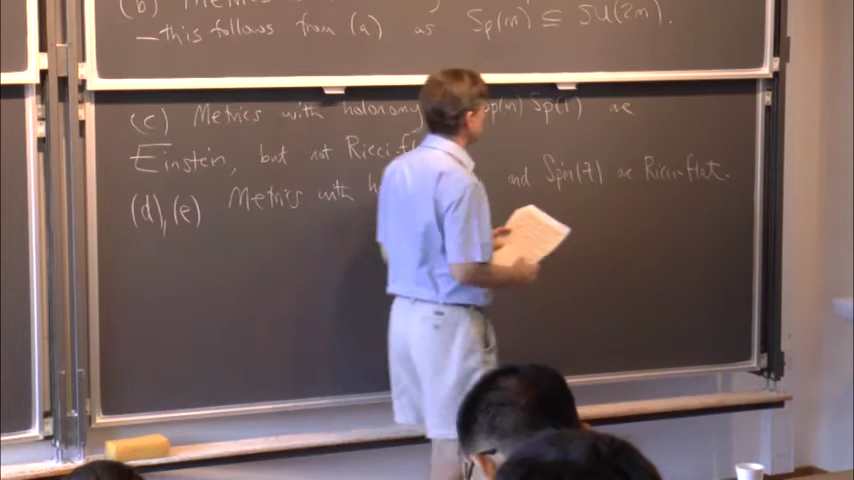 (b) Metrics
– this follows from (a) as Sp(m) ⊆ SU(2m).
(c) Metrics with holonomy Sp(m) Sp(1) are
Einstein, but not Ricci-f
(d), (e) Metrics with h and Spin(7) are Ricci-flat.